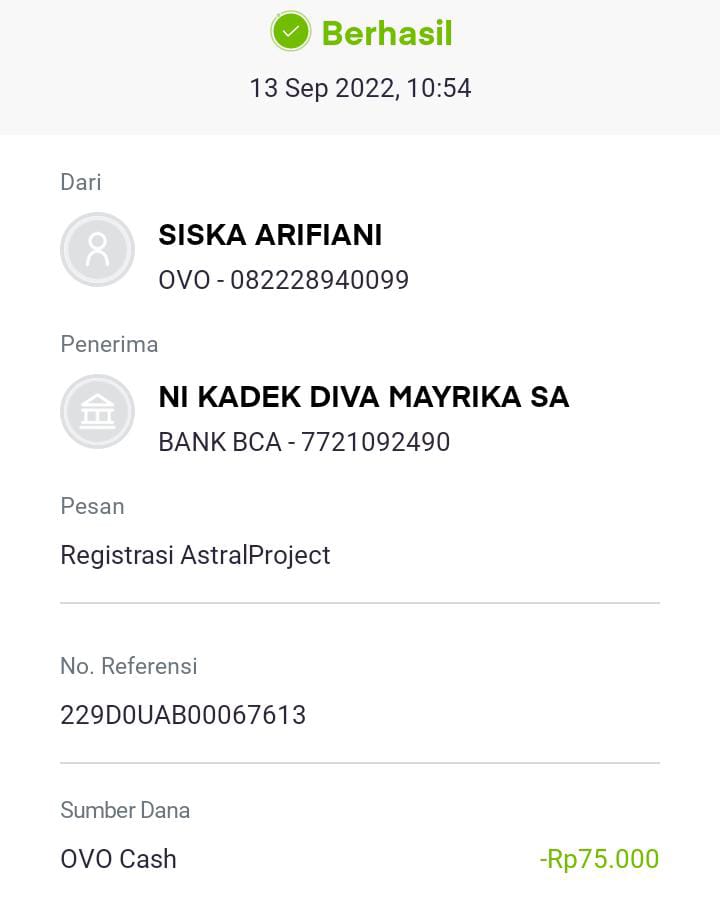 Berhasil
13 Sep 2022, 10:54
Dari
SISKA ARIFIANI
OVO - 082228940099
Penerima
NI KADEK DIVA MAYRIKA SA
BANK BCA - 7721092490
Pesan
Registrasi AstralProject
No. Referensi
229D0UAB00067613
Sumber Dana
OVO Cash -Rp75.000